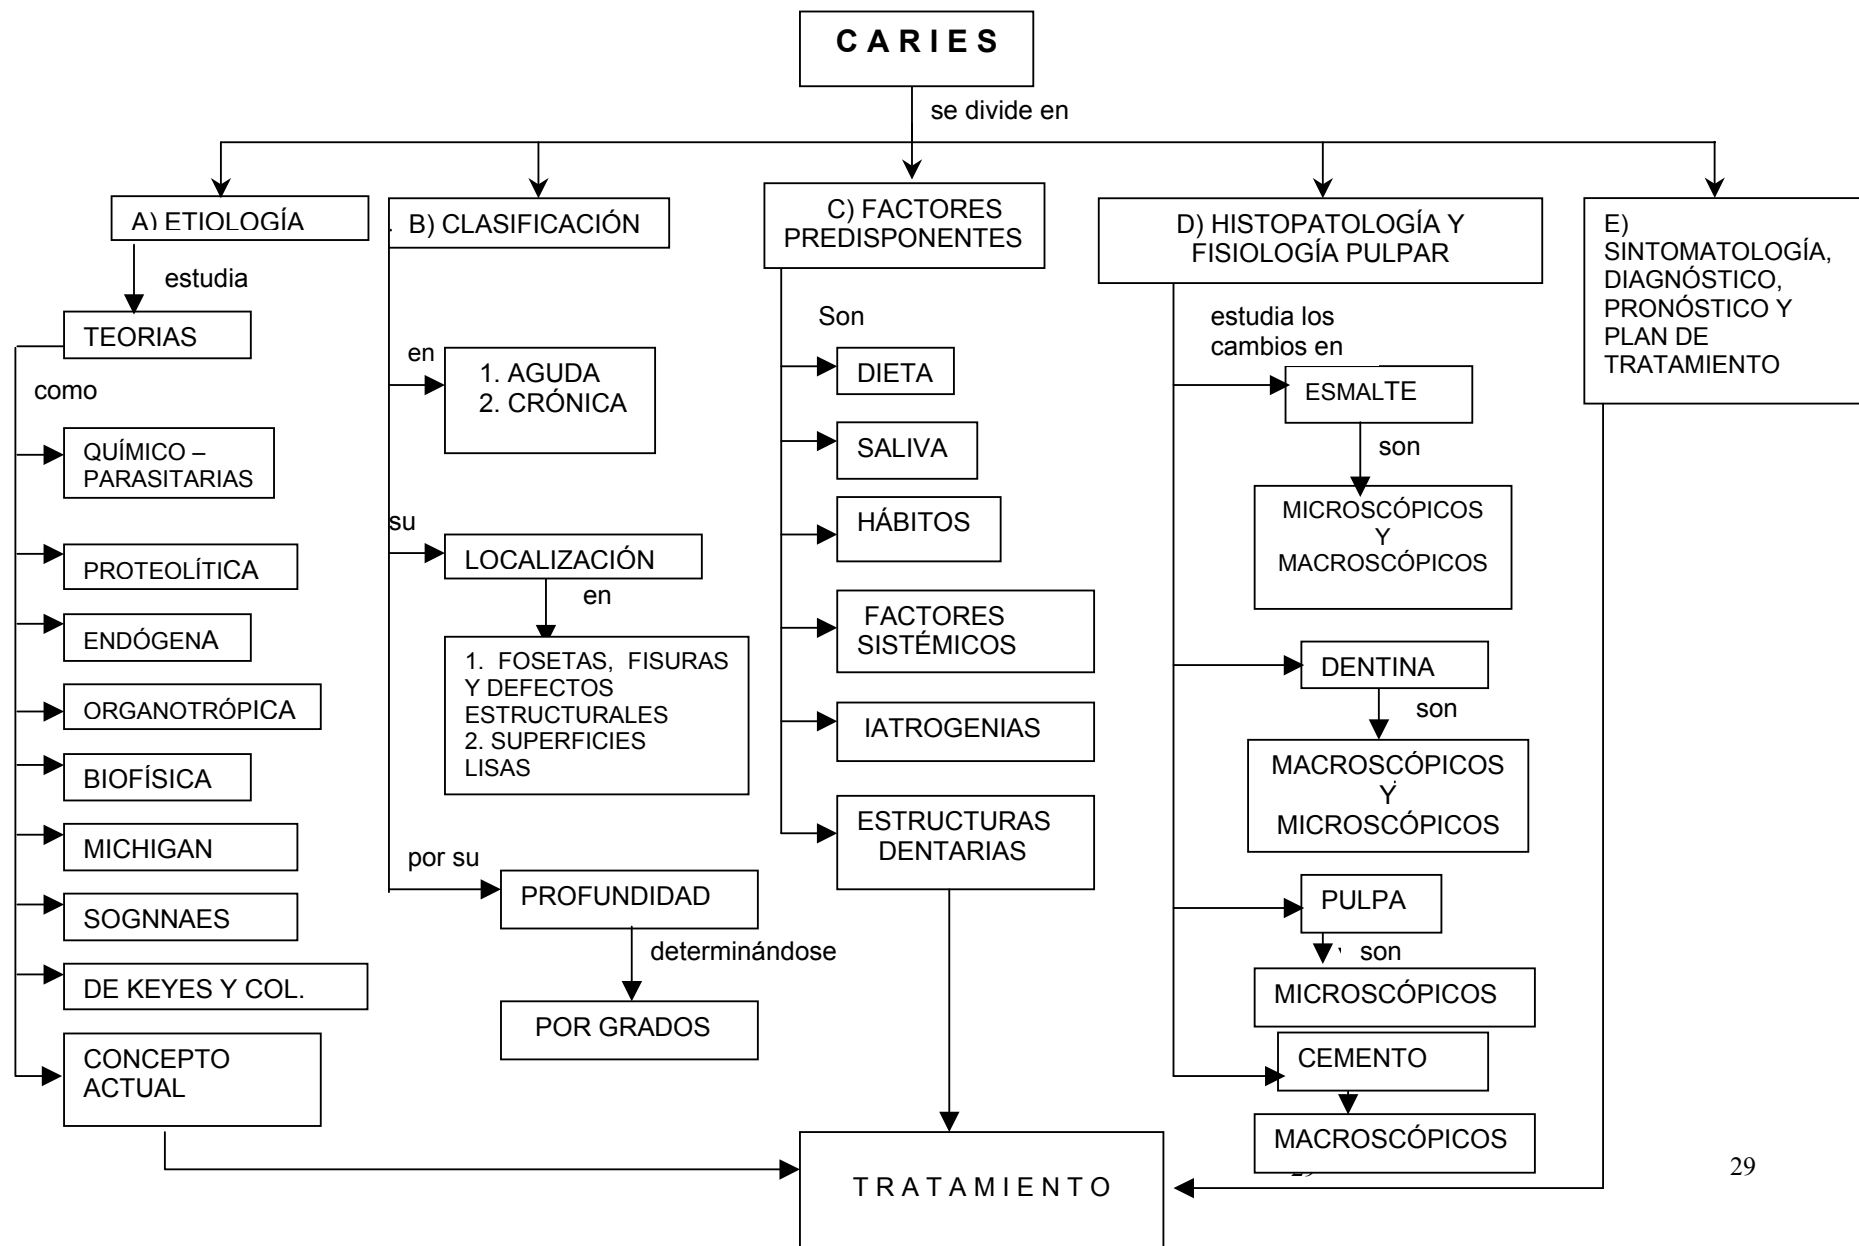 C A R I E S
se divide en
A) ETIOLOGÍA
estudia
TEORIAS
como
QUÍMICO –
PARASITARIAS
PROTEOLÍTICA
ENDÓGENA
ORGANOTRÓPICA
BIOFÍSICA
MICHIGAN
SOGNNAES
DE KEYES Y COL.
CONCEPTO
ACTUAL
. B) CLASIFICACIÓN
en
1. AGUDA
2. CRÓNICA
su
LOCALIZACIÓN
en
1. FOSETAS, FISURAS
Y DEFECTOS
ESTRUCTURALES
2. SUPERFICIES
LISAS
por su
PROFUNDIDAD
determinándose
POR GRADOS
C) FACTORES
PREDISPONENTES
Son
DIETA
SALIVA
HÁBITOS
FACTORES
SISTÉMICOS
IATROGENIAS
ESTRUCTURAS
DENTARIAS
D) HISTOPATOLOGÍA Y
FISIOLOGÍA PULPAR
estudia los
cambios en
ESMALTE
son
MICROSCÓPICOS
Y
MACROSCÓPICOS
DENTINA
son
MACROSCÓPICOS
Y
MICROSCÓPICOS
PULPA
son
MICROSCÓPICOS
CEMENTO
MACROSCÓPICOS
E)
SINTOMATOLOGÍA,
DIAGNÓSTICO,
PRONÓSTICO Y
PLAN DE
TRATAMIENTO
T R A T A M I E N T O
29
29